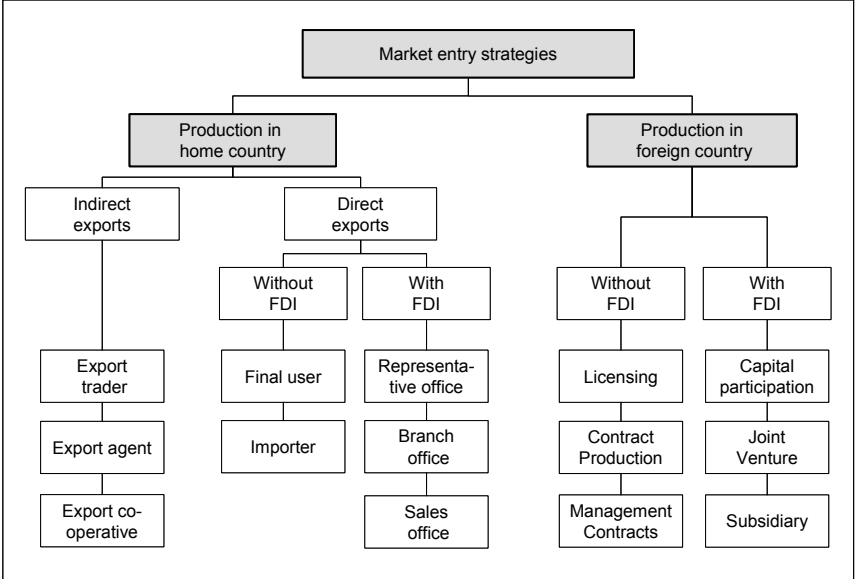 Market entry strategies
Production in
home country
Production in
foreign country
Indirect
exports
Direct
exports
Without
FDI
With
FDI
Without
FDI
With
FDI
Export
trader
Final user
Representa-
tive office
Licensing
Capital
participation
Export agent
Importer
Branch
office
Contract
Production
Joint
Venture
Export co-
operative
Sales
office
Management
Contracts
Subsidiary